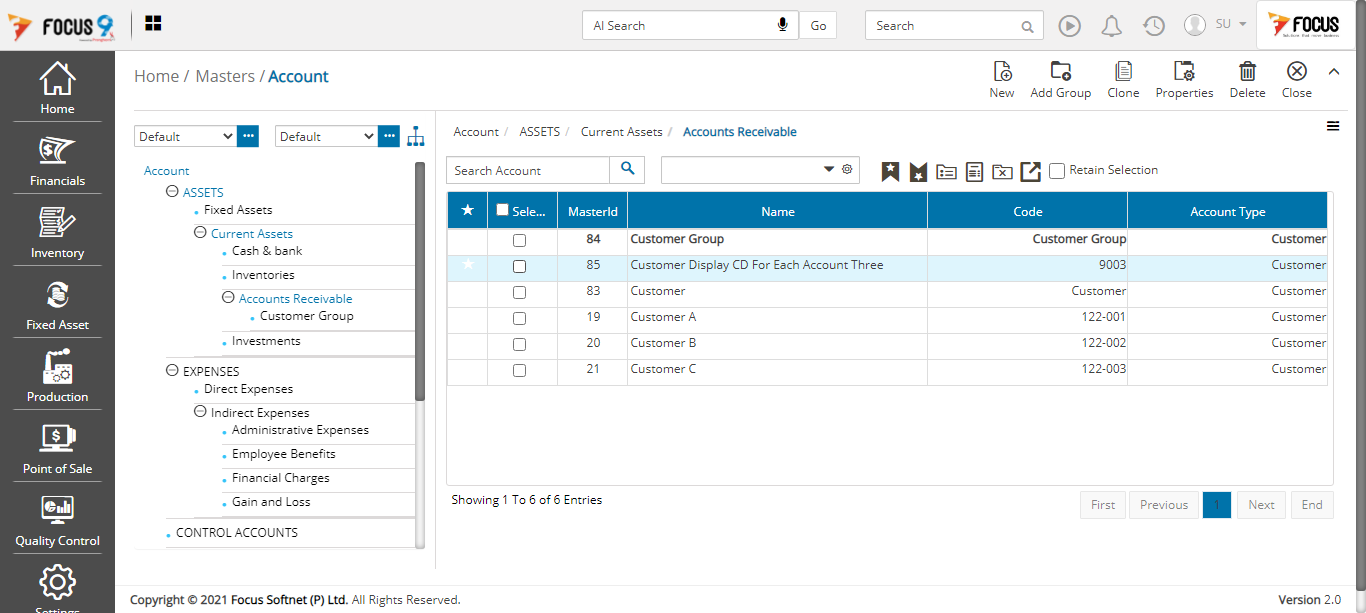 FOCUS 9
AI Search
Go
Search
SU
FOCUS
Home
Financials
Inventory
Fixed Asset
Production
Point of Sale
Quality Control
Settings
Home / Masters / Account
New
Add Group
Clone
Properties
Delete
Close
Default
Default
Account
ASSETS
Fixed Assets
Current Assets
Cash & bank
Inventories
Accounts Receivable
Customer Group
Investments
EXPENSES
Direct Expenses
Indirect Expenses
Administrative Expenses
Employee Benefits
Financial Charges
Gain and Loss
CONTROL ACCOUNTS
Account / ASSETS / Current Assets / Accounts Receivable
Search Account
Retain Selection
Sele... MasterId Name Code Account Type
84 Customer Group Customer Group Customer
85 Customer Display CD For Each Account Three 9003 Customer
83 Customer Customer Customer
19 Customer A 122-001 Customer
20 Customer B 122-002 Customer
21 Customer C 122-003 Customer
Showing 1 To 6 of 6 Entries
First Previous 1 Next End
Copyright © 2021 Focus Softnet (P) Ltd. All Rights Reserved.
Version 2.0